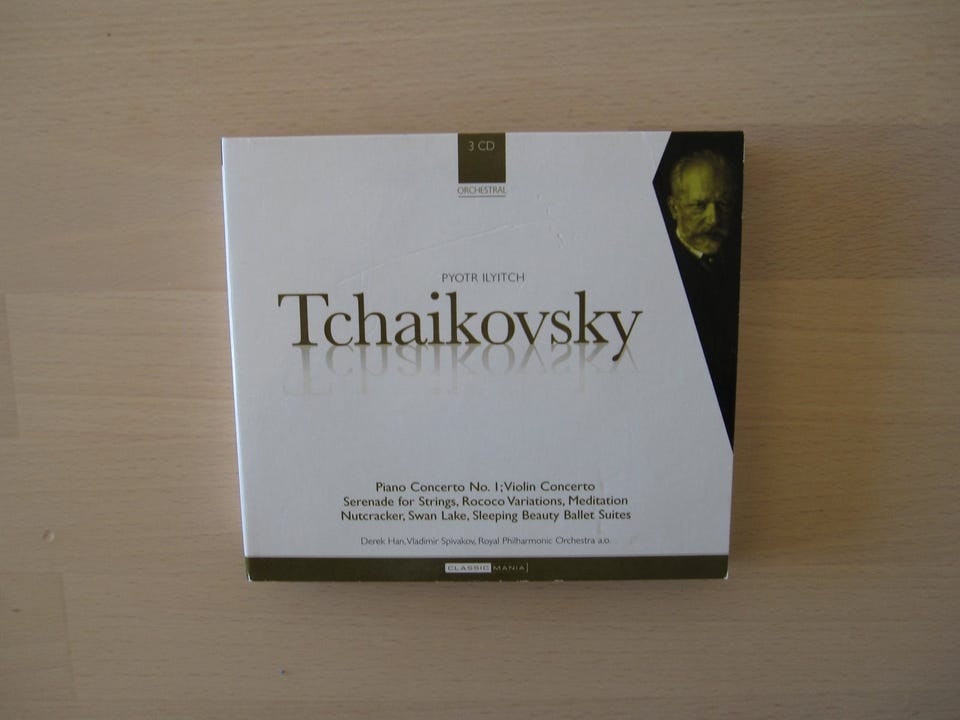 3 CD
ORCHESTRAL
PYOTR ILYITCH
Tchaikovsky
Piano Concerto No. 1; Violin Concerto
Serenade for Strings, Rococo Variations, Meditation
Nutcracker, Swan Lake, Sleeping Beauty Ballet Suites
Derek Han, Vladimir Spivakov, Royal Philharmonic Orchestra a.o.
CLASSIC MANIA]